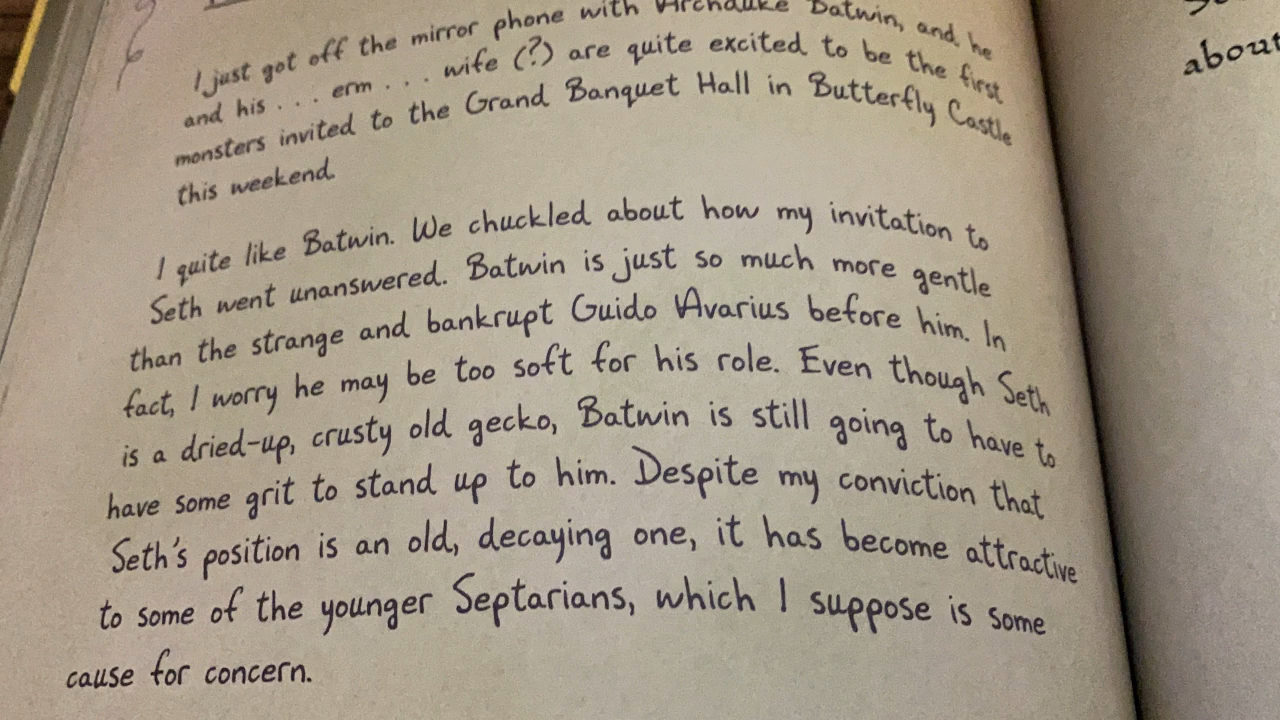 I just got off the mirror phone with Archduke Batwin, and he
and his . . . erm . . . wife (?) are quite excited to be the first
monsters invited to the Grand Banquet Hall in Butterfly Castle
this weekend.
I quite like Batwin. We chuckled about how my invitation to
Seth went unanswered. Batwin is just so much more gentle
than the strange and bankrupt Guido Avarius before him. In
fact, I worry he may be too soft for his role. Even though Seth
is a dried-up, crusty old gecko, Batwin is still going to have to
have some grit to stand up to him. Despite my conviction that
Seth's position is an old, decaying one, it has become attractive
to some of the younger Septarians, which I suppose is some
cause for concern.
about